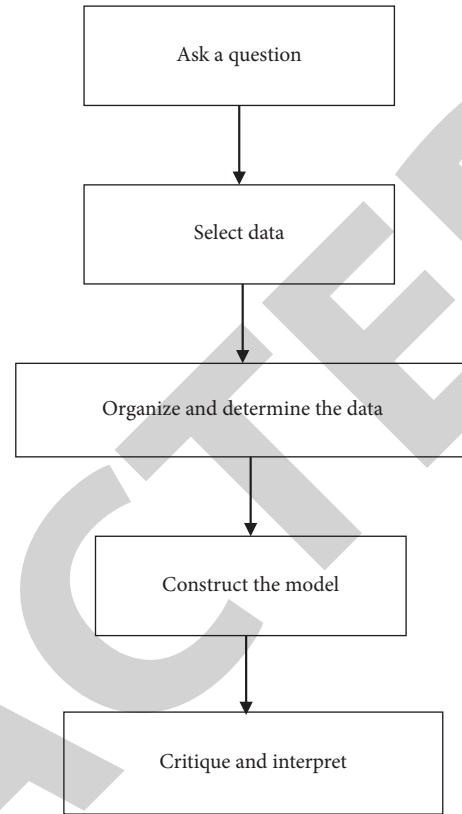 Ask a question
Select data
Organize and determine the data
Construct the model
Critique and interpret